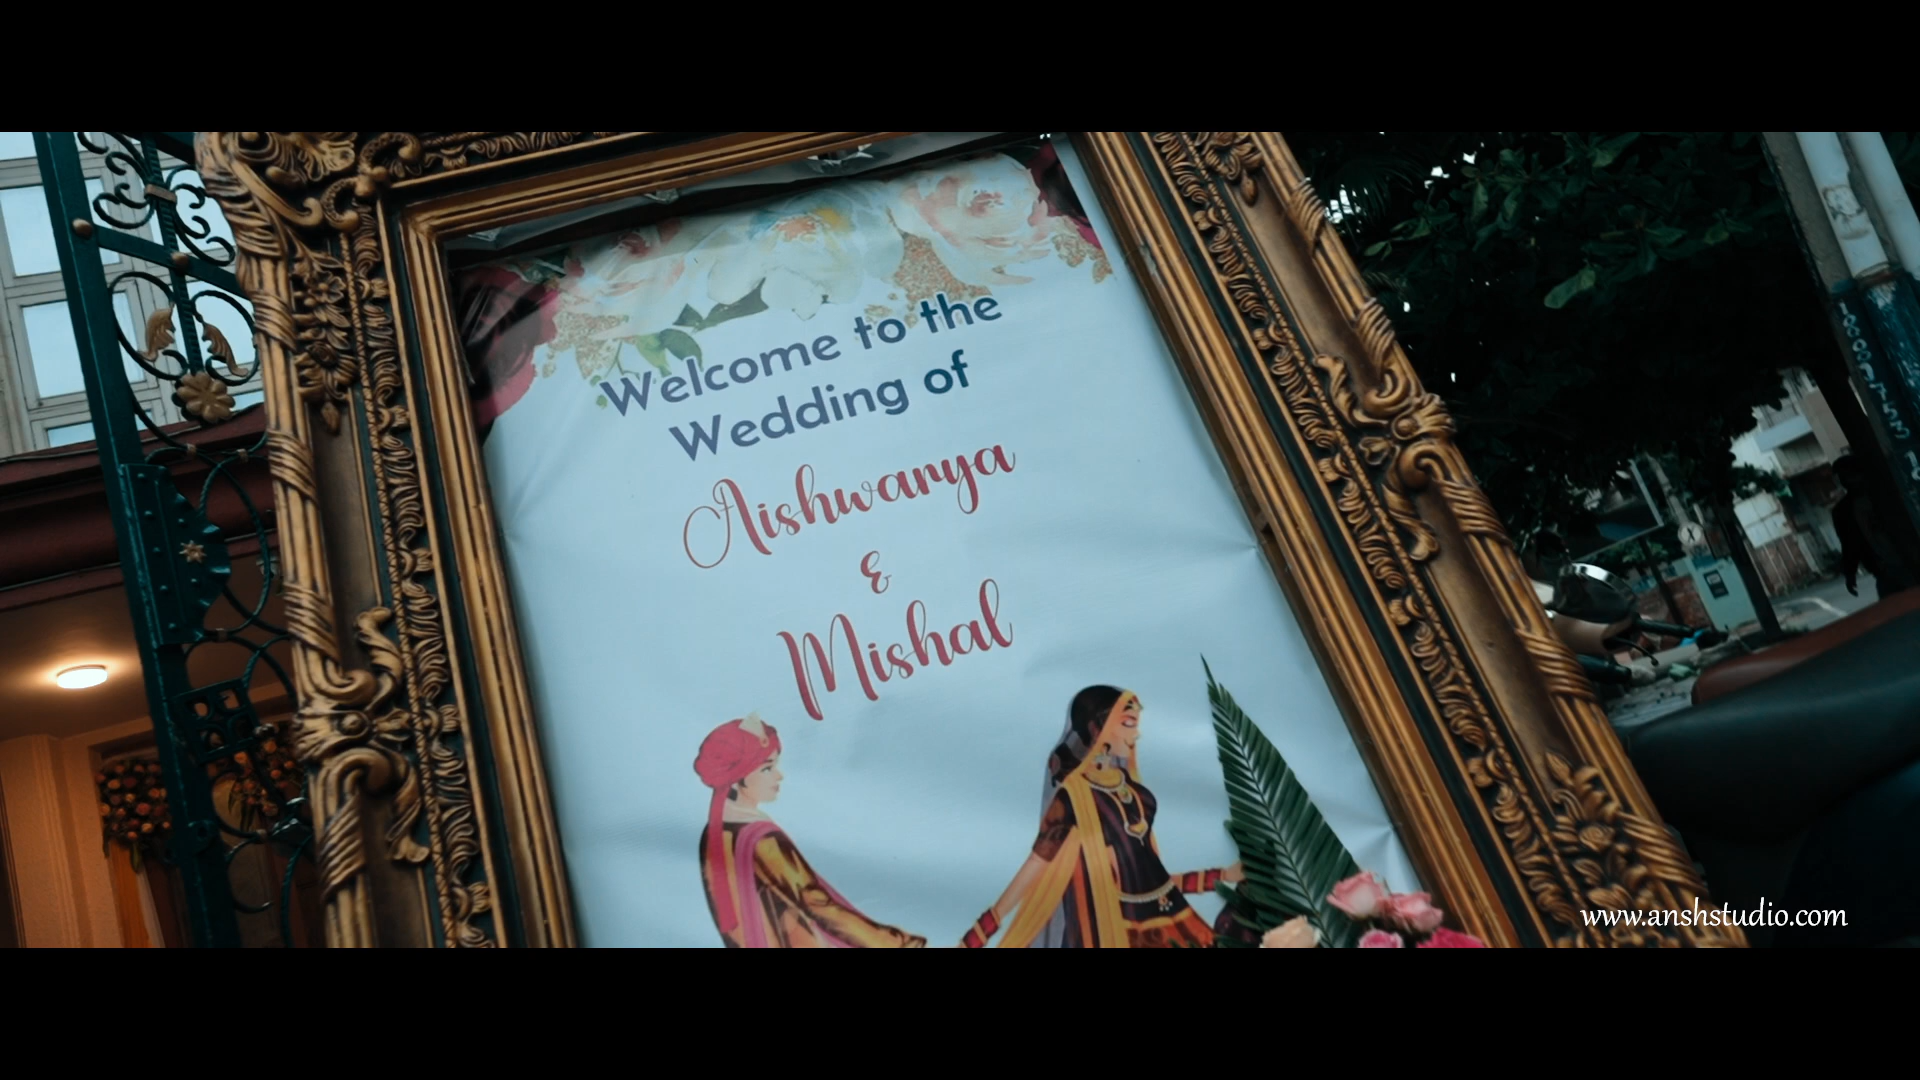 Welcome to the
Wedding of
Aishwarya
&
Mishal
www.anshstudio.com